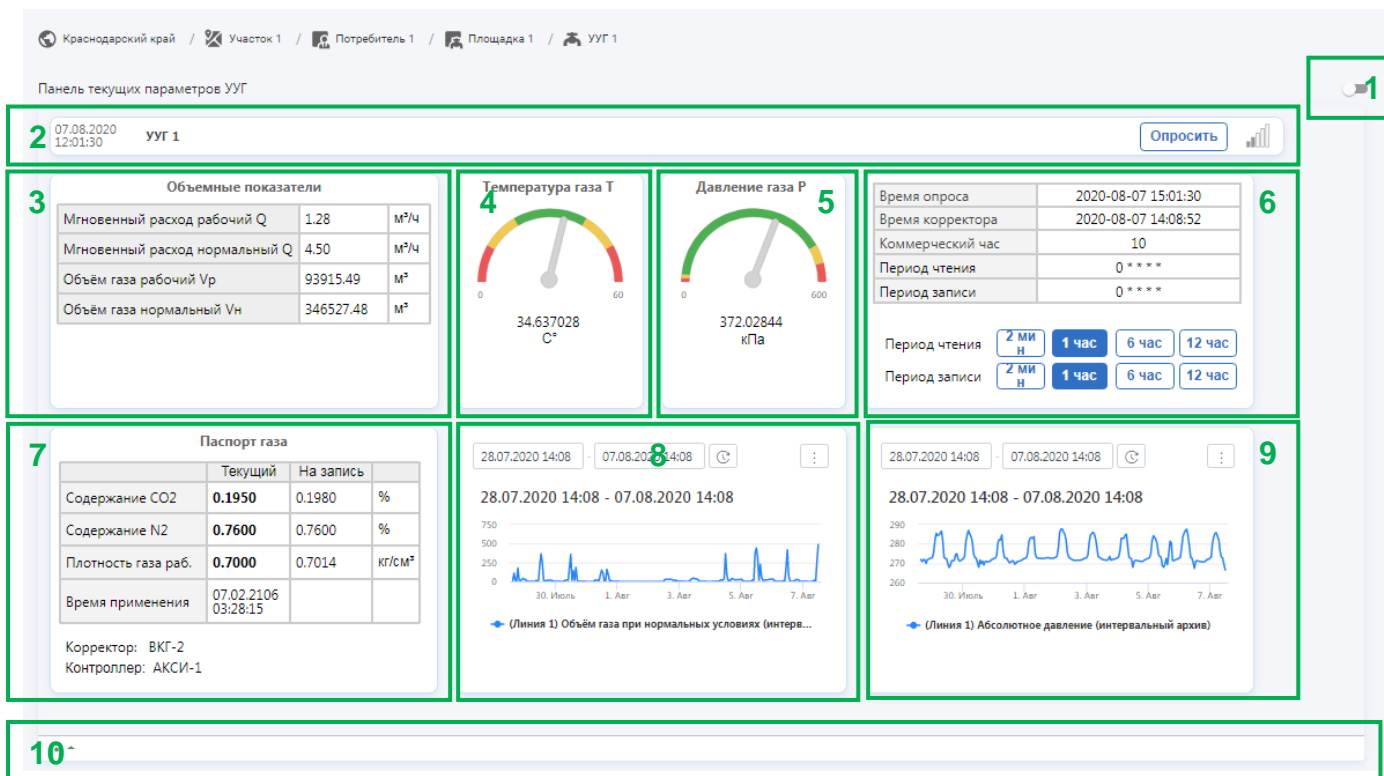 Краснодарский край / Участок 1 / Потребитель 1 / Площадка 1 / УУГ 1
Панель текущих параметров УУГ
1
2
07.08.2020
12:01:30
УУГ 1
Опросить
3
Объемные показатели
Мгновенный расход рабочий Q 1.28 м³/ч
Мгновенный расход нормальный Q 4.50 м³/ч
Объём газа рабочий Vр 93915.49 м³
Объём газа нормальный Vн 346527.48 м³
4
Температура газа Т
0 60
34.637028
C°
5
Давление газа Р
0 600
372.02844
кПа
6
Время опроса 2020-08-07 15:01:30
Время корректора 2020-08-07 14:08:52
Коммерческий час 10
Период чтения 0 * * * *
Период записи 0 * * * *
Период чтения 2 мин 1 час 6 час 12 час
Период записи 2 мин 1 час 6 час 12 час
7
Паспорт газа
Текущий На запись
Содержание CO2 0.1950 0.1980 %
Содержание N2 0.7600 0.7600 %
Плотность газа раб. 0.7000 0.7014 кг/см³
Время применения 07.02.2106 03:28:15
Корректор: ВКГ-2
Контроллер: АКСИ-1
8
28.07.2020 14:08 - 07.08.2020 14:08
28.07.2020 14:08 - 07.08.2020 14:08
750
500
250
0
30. Июль 1. Авг 3. Авг 5. Авг 7. Авг
(Линия 1) Объём газа при нормальных условиях (интерв...
9
28.07.2020 14:08 - 07.08.2020 14:08
28.07.2020 14:08 - 07.08.2020 14:08
290
280
270
260
30. Июль 1. Авг 3. Авг 5. Авг 7. Авг
(Линия 1) Абсолютное давление (интервальный архив)
10